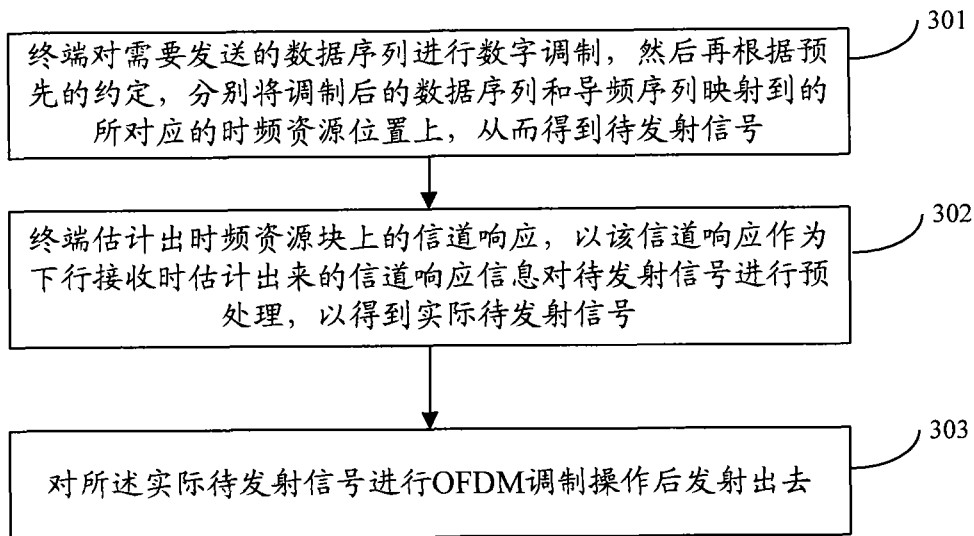 301
终端对需要发送的数据序列进行数字调制，然后再根据预
先的约定，分别将调制后的数据序列和导频序列映射到的
所对应的时频资源位置上，从而得到待发射信号
302
终端估计出时频资源块上的信道响应，以该信道响应作为
下行接收时估计出来的信道响应信息对待发射信号进行预
处理，以得到实际待发射信号
303
对所述实际待发射信号进行OFDM调制操作后发射出去